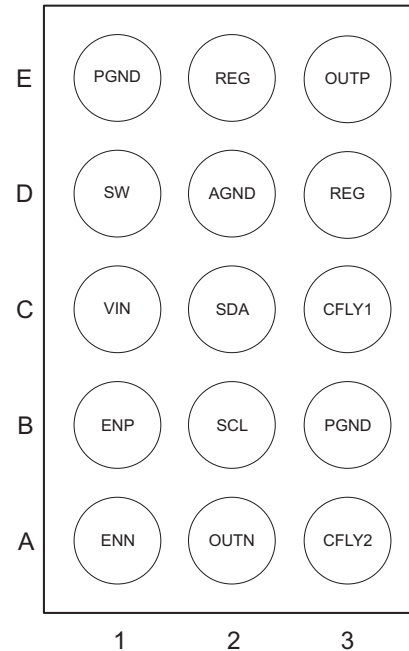 E PGND REG OUTP
D SW AGND REG
C VIN SDA CFLY1
B ENP SCL PGND
A ENN OUTN CFLY2
1 2 3